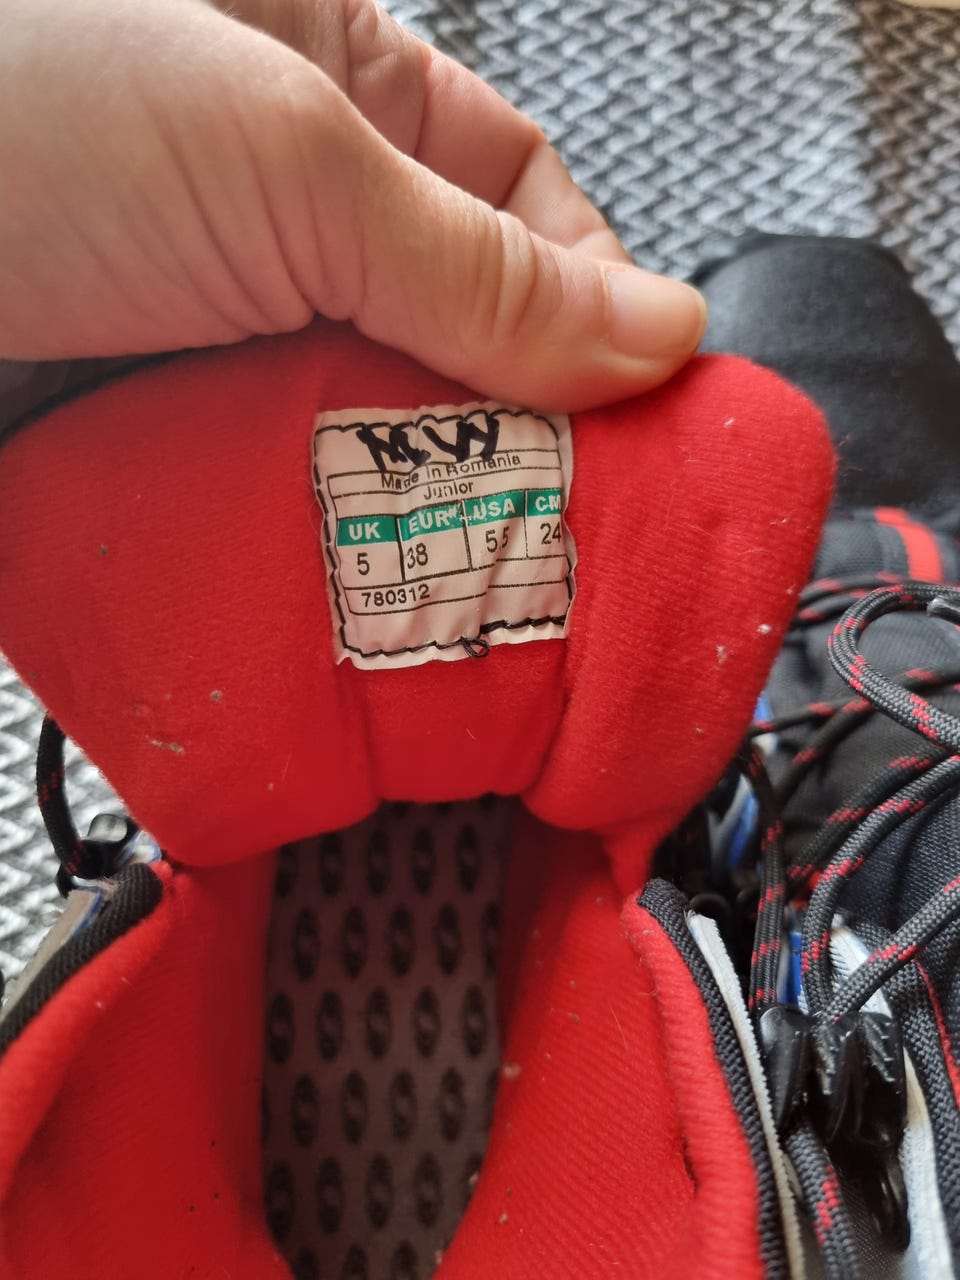 Made in Romania
Junior
UK EUR USA CM
5 38 5.5 24
780312